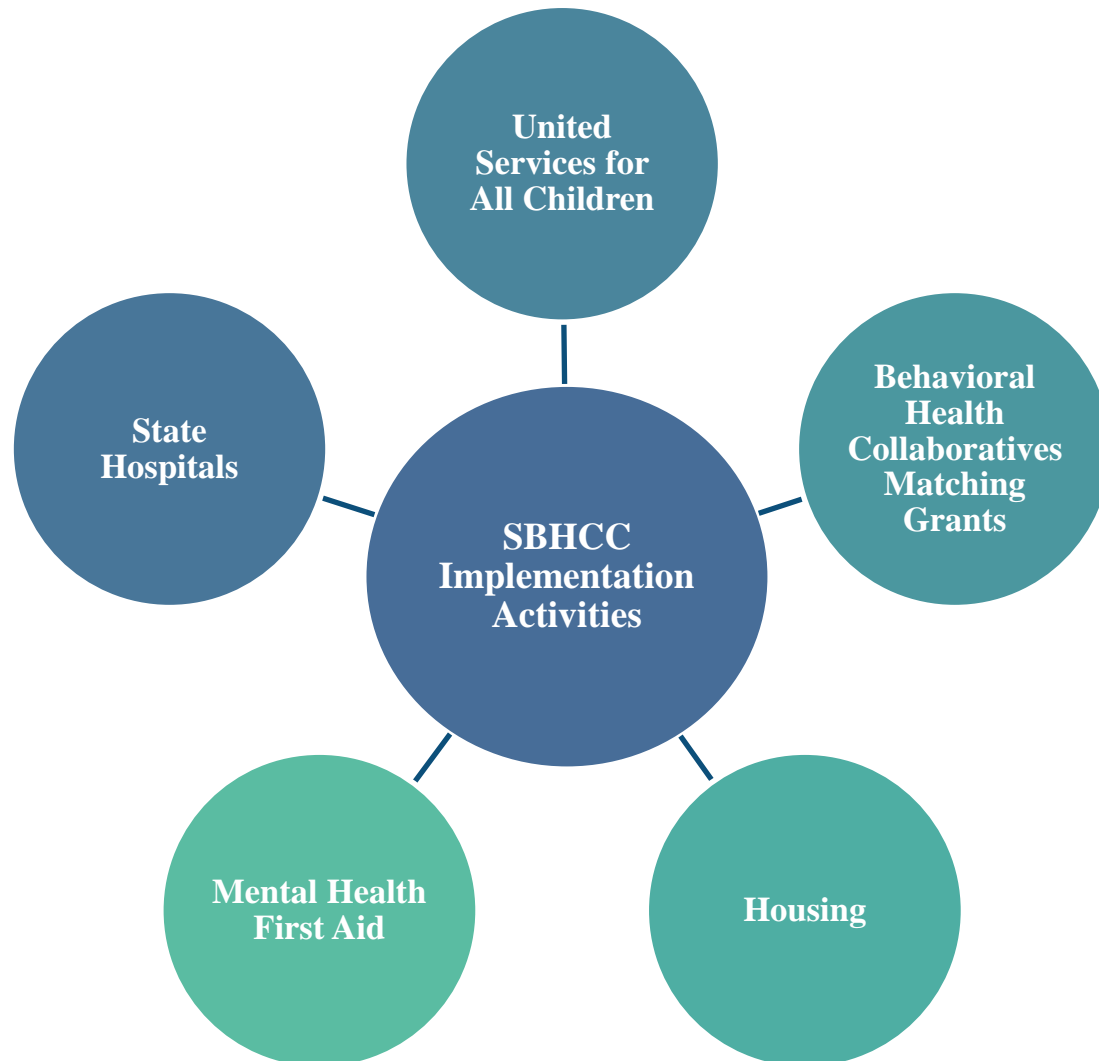 United
Services for
All Children
Behavioral
Health
Collaboratives
Matching
Grants
State
Hospitals
SBHCC
Implementation
Activities
Mental Health
First Aid
Housing